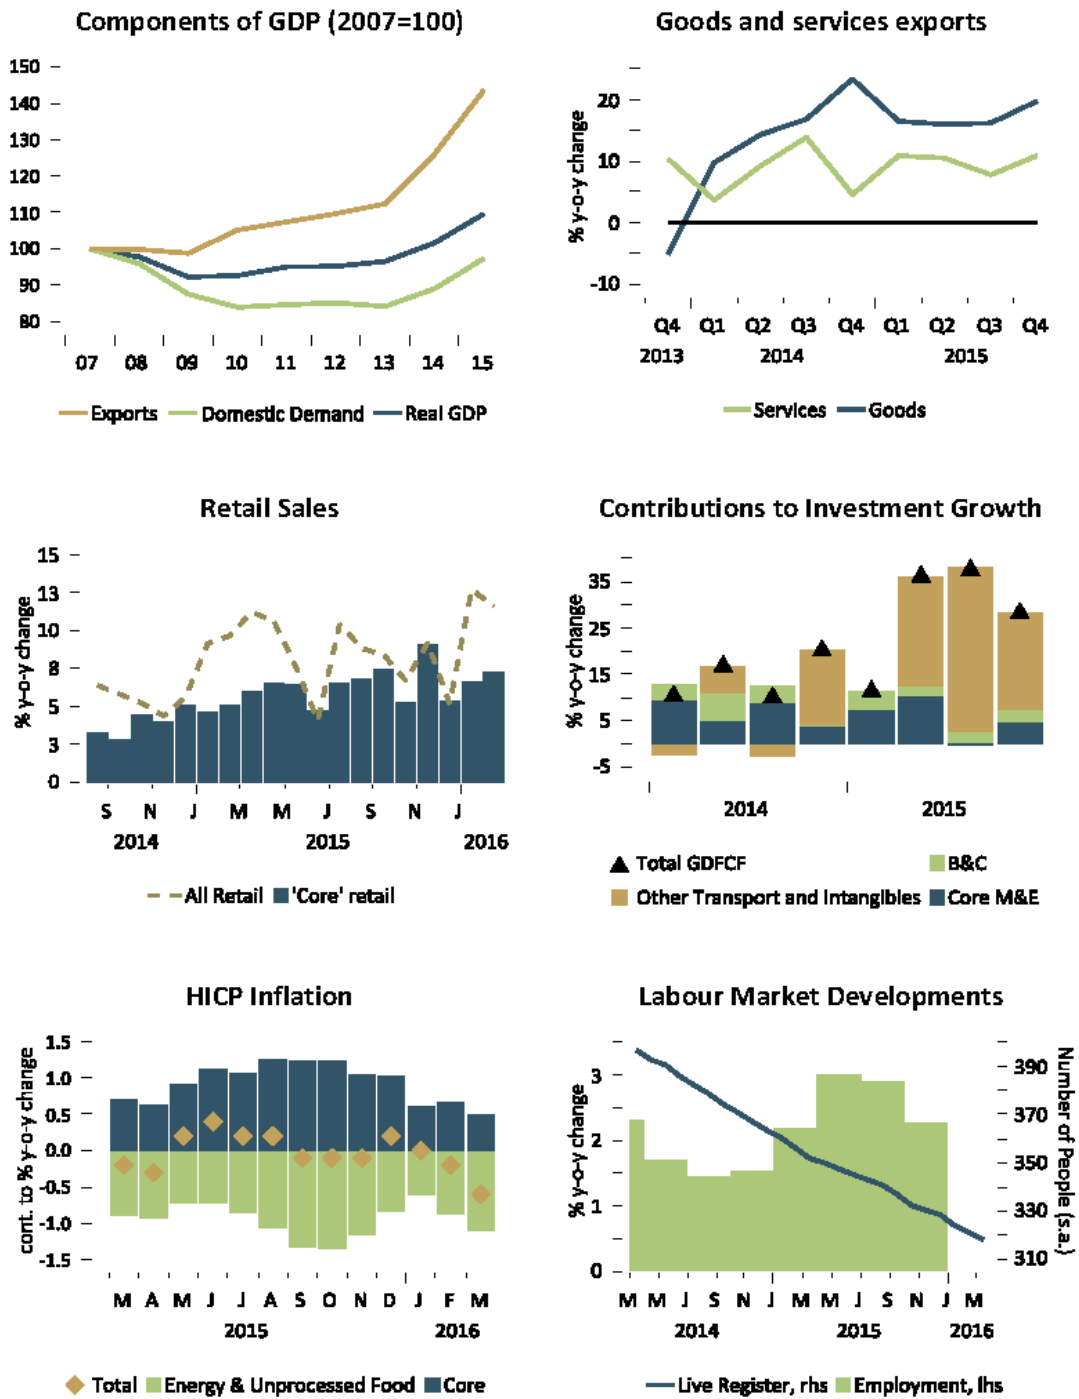 Components of GDP (2007=100)
150
140
130
120
110
100
90
80
07 08 09 10 11 12 13 14 15
Exports Domestic Demand Real GDP
Goods and services exports
% y-o-y change
20
10
0
-10
Q4 Q1 Q2 Q3 Q4 Q1 Q2 Q3 Q4
2013 2014 2015
Services Goods
Retail Sales
% y-o-y change
15
13
10
8
5
3
0
S N J M M J S N J
2014 2015 2016
All Retail 'Core' retail
Contributions to Investment Growth
% y-o-y change
35
25
15
5
-5
2014 2015
Total GDFCF B&C
Other Transport and Intangibles Core M&E
HICP Inflation
cont. to % y-o-y change
1.5
1.0
0.5
0.0
-0.5
-1.0
-1.5
M A M J J A S O N D J F M
2015 2016
Total Energy & Unprocessed Food Core
Labour Market Developments
% y-o-y change
3
2
1
0
Number of People (s.a.)
390
370
350
330
310
M M J S N J M M J S N J M
2014 2015 2016
Live Register, rhs Employment, lhs